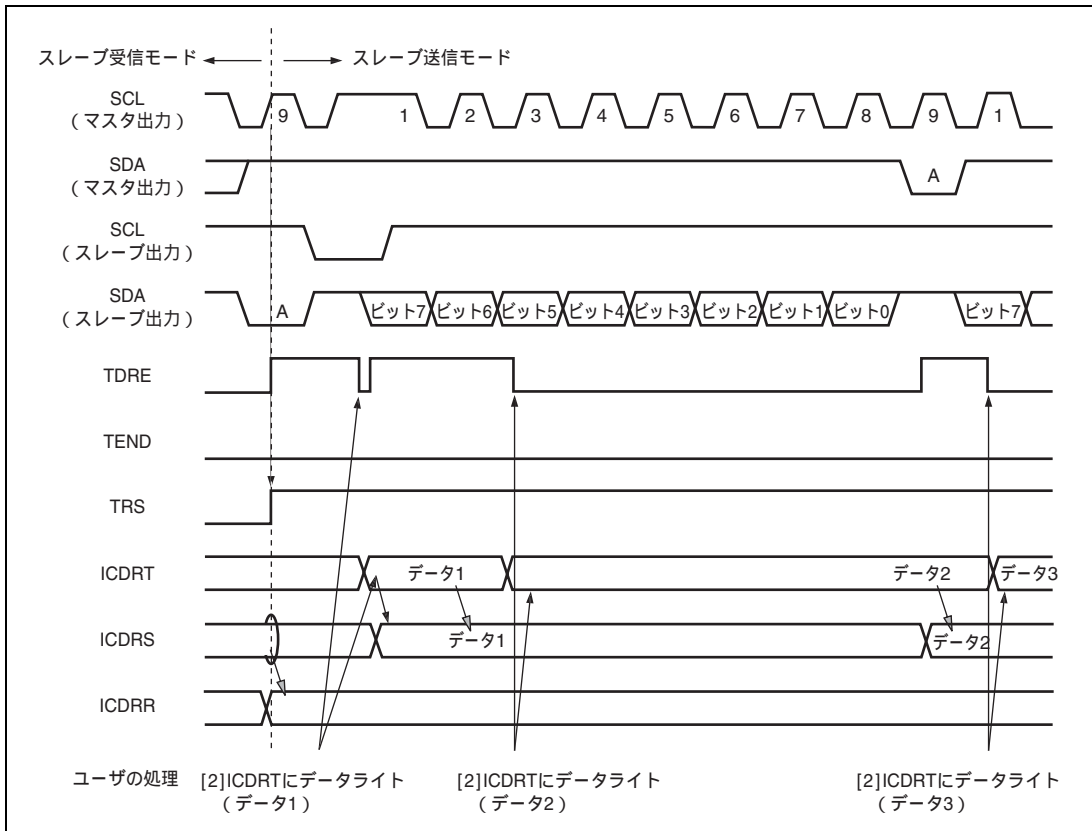 スレーブ受信モード
スレーブ送信モード
SCL
（マスタ出力）
9 1 2 3 4 5 6 7 8 9 1
SDA
（マスタ出力）
A
SCL
（スレーブ出力）
SDA
（スレーブ出力）
A ビット7 ビット6 ビット5 ビット4 ビット3 ビット2 ビット1 ビット0 ビット7
TDRE
TEND
TRS
ICDRT
データ1 データ2 データ3
ICDRS
データ1 データ2
ICDRR
ユーザの処理
[2]ICDRTにデータライト
（データ1）
[2]ICDRTにデータライト
（データ2）
[2]ICDRTにデータライト
（データ3）